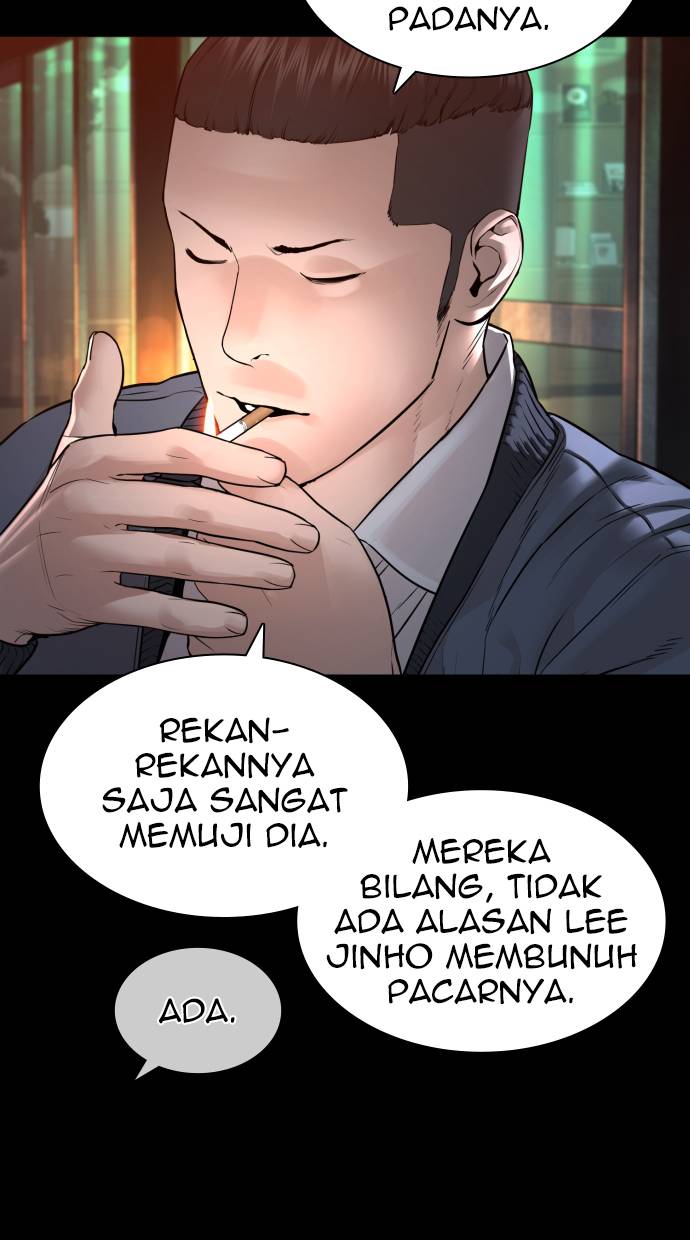 PADANYA.
REKAN-
REKANNYA
SAJA SANGAT
MEMUJI DIA.
MEREKA
BILANG, TIDAK
ADA ALASAN LEE
JINHO MEMBUNUH
PACARNYA.
ADA.